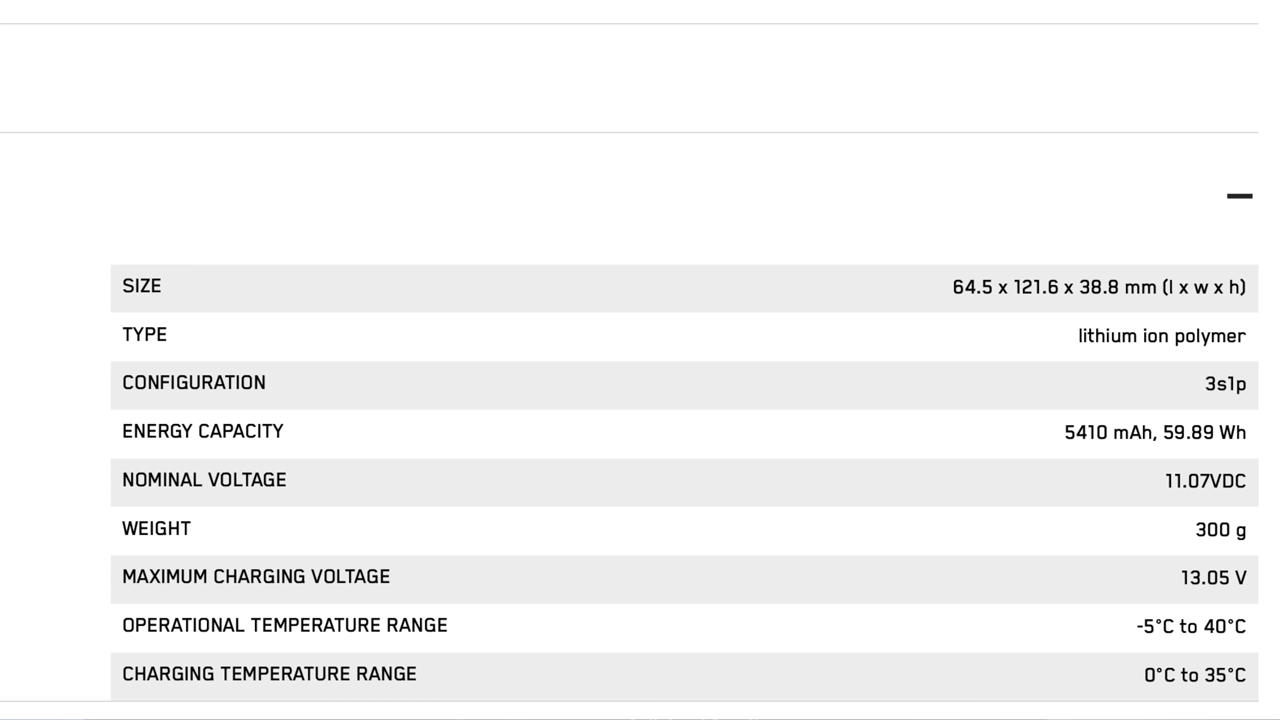 SIZE 64.5 x 121.6 x 38.8 mm (l x w x h)
TYPE lithium ion polymer
CONFIGURATION 3s1p
ENERGY CAPACITY 5410 mAh, 59.89 Wh
NOMINAL VOLTAGE 11.07VDC
WEIGHT 300 g
MAXIMUM CHARGING VOLTAGE 13.05 V
OPERATIONAL TEMPERATURE RANGE -5°C to 40°C
CHARGING TEMPERATURE RANGE 0°C to 35°C